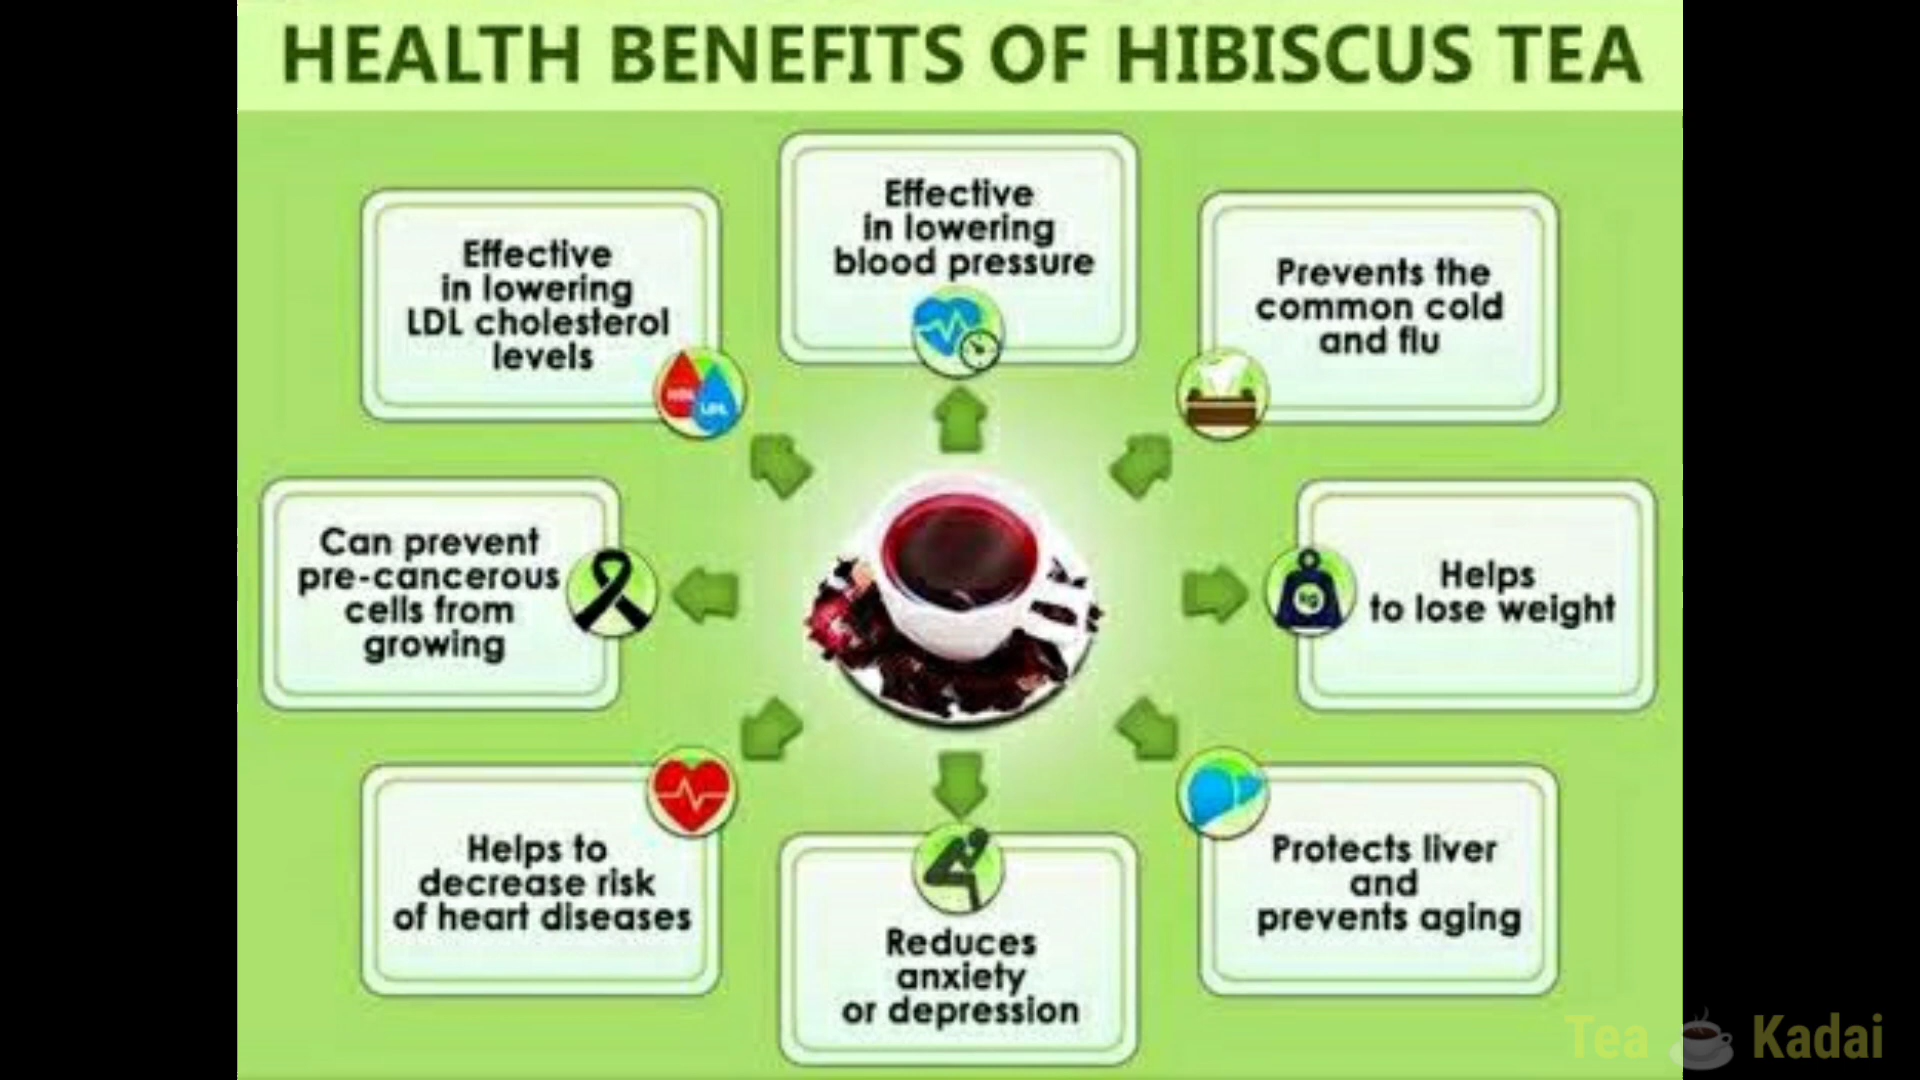 HEALTH BENEFITS OF HIBISCUS TEA
Effective
in lowering
blood pressure
Effective
in lowering
LDL cholesterol
levels
LDL
Prevents the
common cold
and flu
Can prevent
pre-cancerous
cells from
growing
kg
Helps
to lose weight
Helps to
decrease risk
of heart diseases
Reduces
anxiety
or depression
Protects liver
and
prevents aging
Tea Kadai